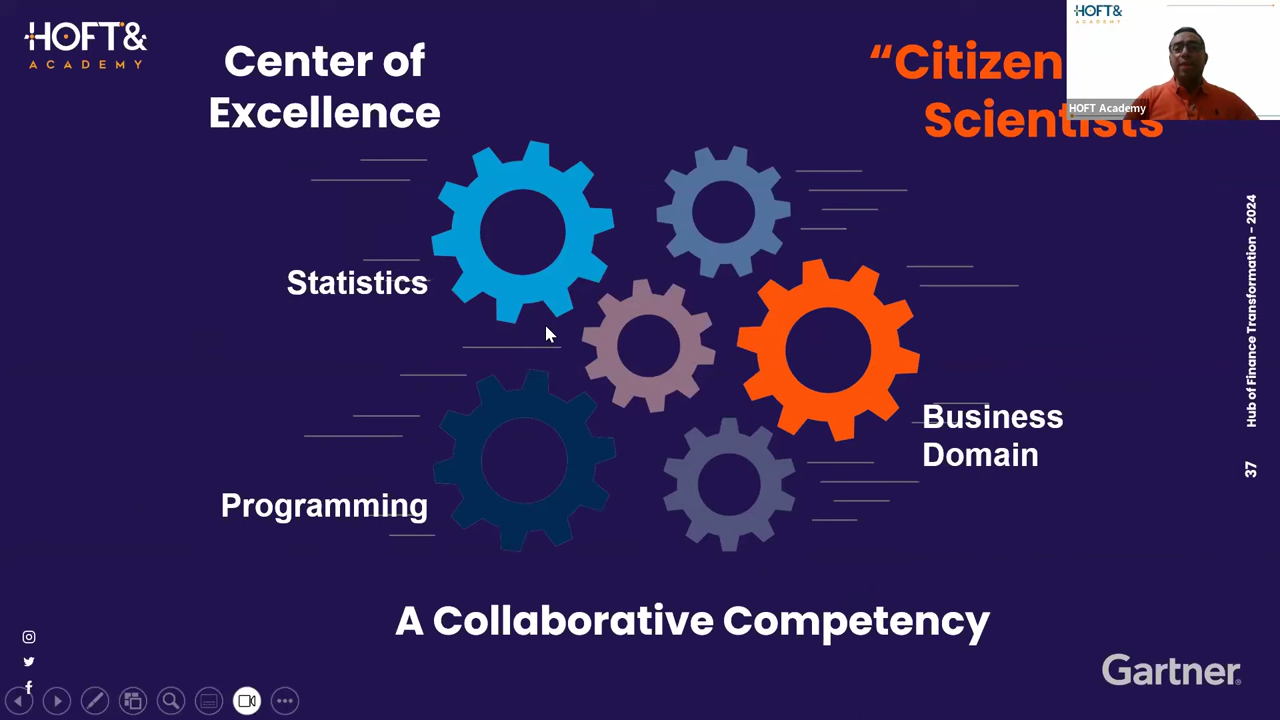 HOFT&
ACADEMY
Center of
Excellence
"Citizen
Scientists
HOFT&
ACADEMY
HOFT Academy
Statistics
Programming
Business
Domain
A Collaborative Competency
Hub of Finance Transformation – 2024
37
Gartner®